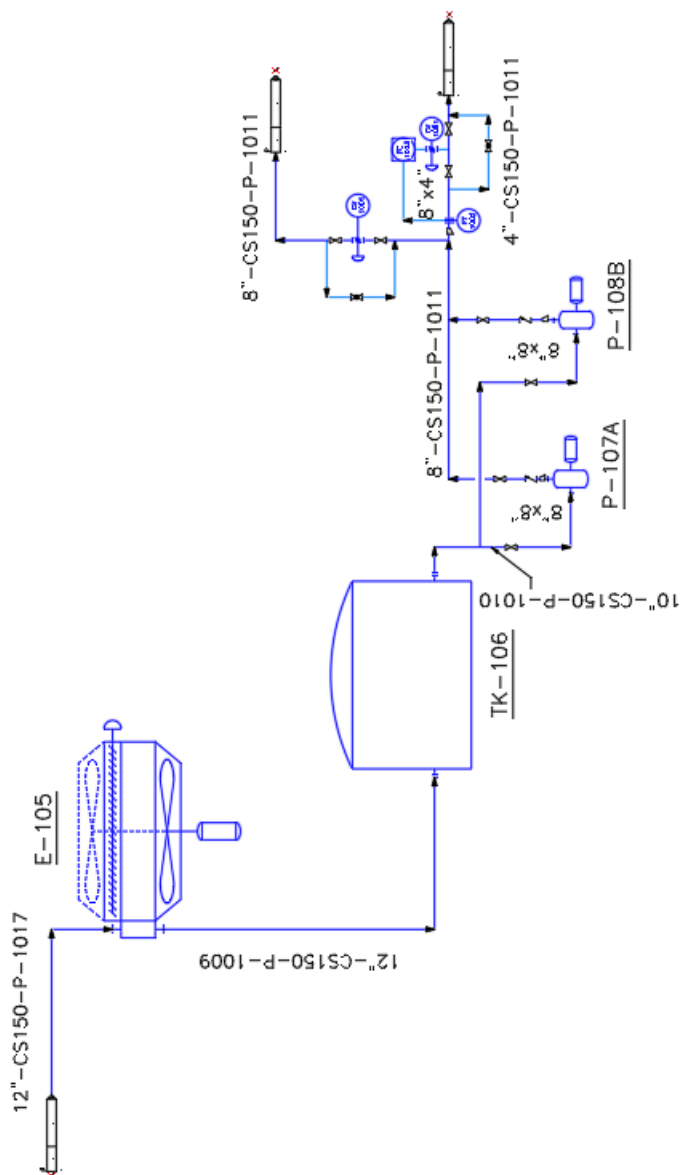 12"-CS150-P-1017
E-105
12"-CS150-P-1009
TK-106
10"-CS150-P-1010
8"x8"
P-107A
8"x8"
P-108B
8"-CS150-P-1011
8"-CS150-P-1011
8"x4"
4"-CS150-P-1011